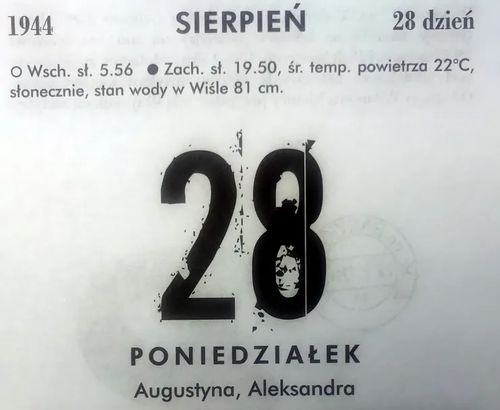 1944 SIERPIEŃ 28 dzień
○ Wsch. sł. 5.56 ● Zach. sł. 19.50, śr. temp. powietrza 22°C,
słonecznie, stan wody w Wiśle 81 cm.
28
PONIEDZIAŁEK
Augustyna, Aleksandra